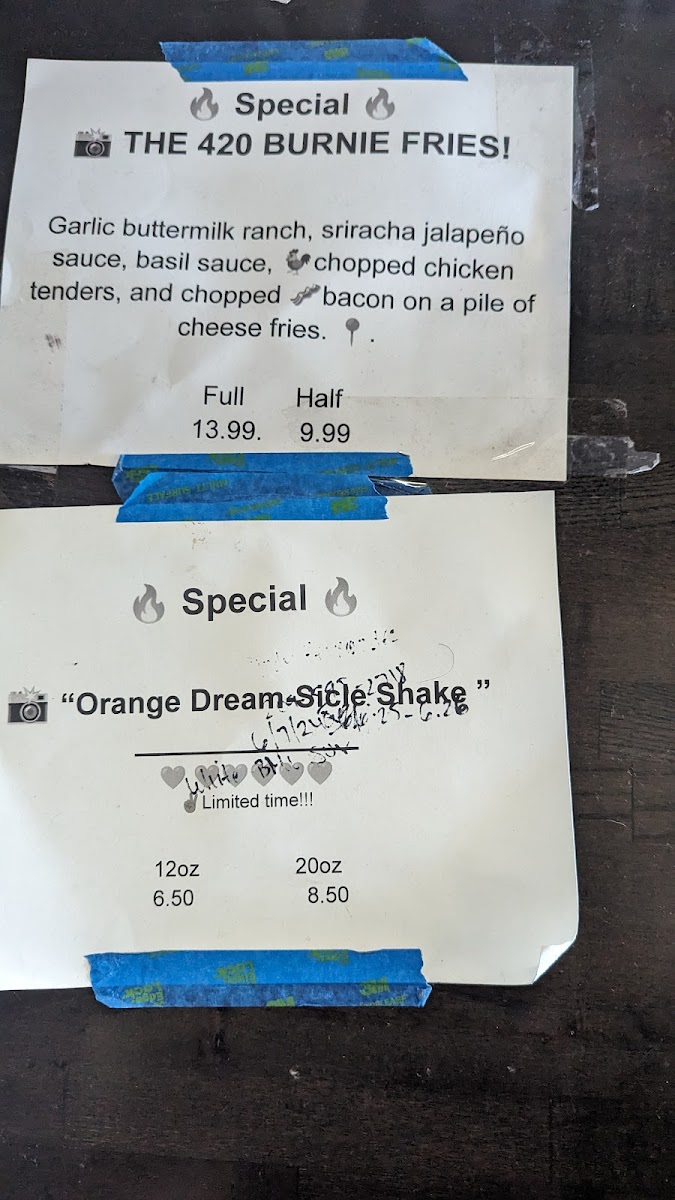 Special
THE 420 BURNIE FRIES!
Garlic buttermilk ranch, sriracha jalapeño
sauce, basil sauce, chopped chicken
tenders, and chopped bacon on a pile of
cheese fries. .
Full Half
13.99. 9.99
Special
“Orange Dream-Sicle Shake ”
Limited time!!!
12oz 20oz
6.50 8.50